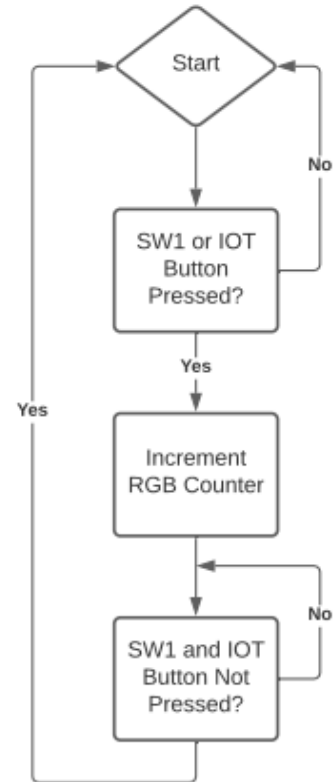 Start
No
SW1 or IOT
Button
Pressed?
Yes
Yes
Increment
RGB Counter
No
SW1 and IOT
Button Not
Pressed?